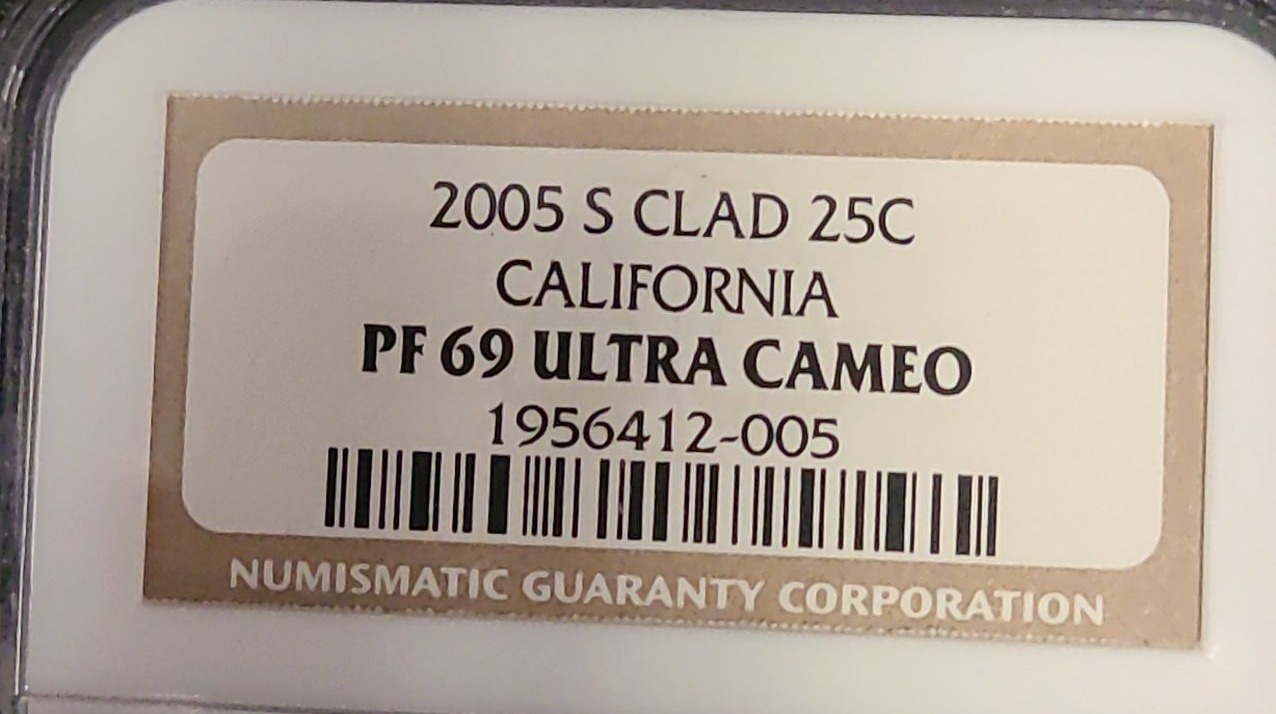 2005 S CLAD 25C
CALIFORNIA
PF 69 ULTRA CAMEO
1956412-005
NUMISMATIC GUARANTY CORPORATION